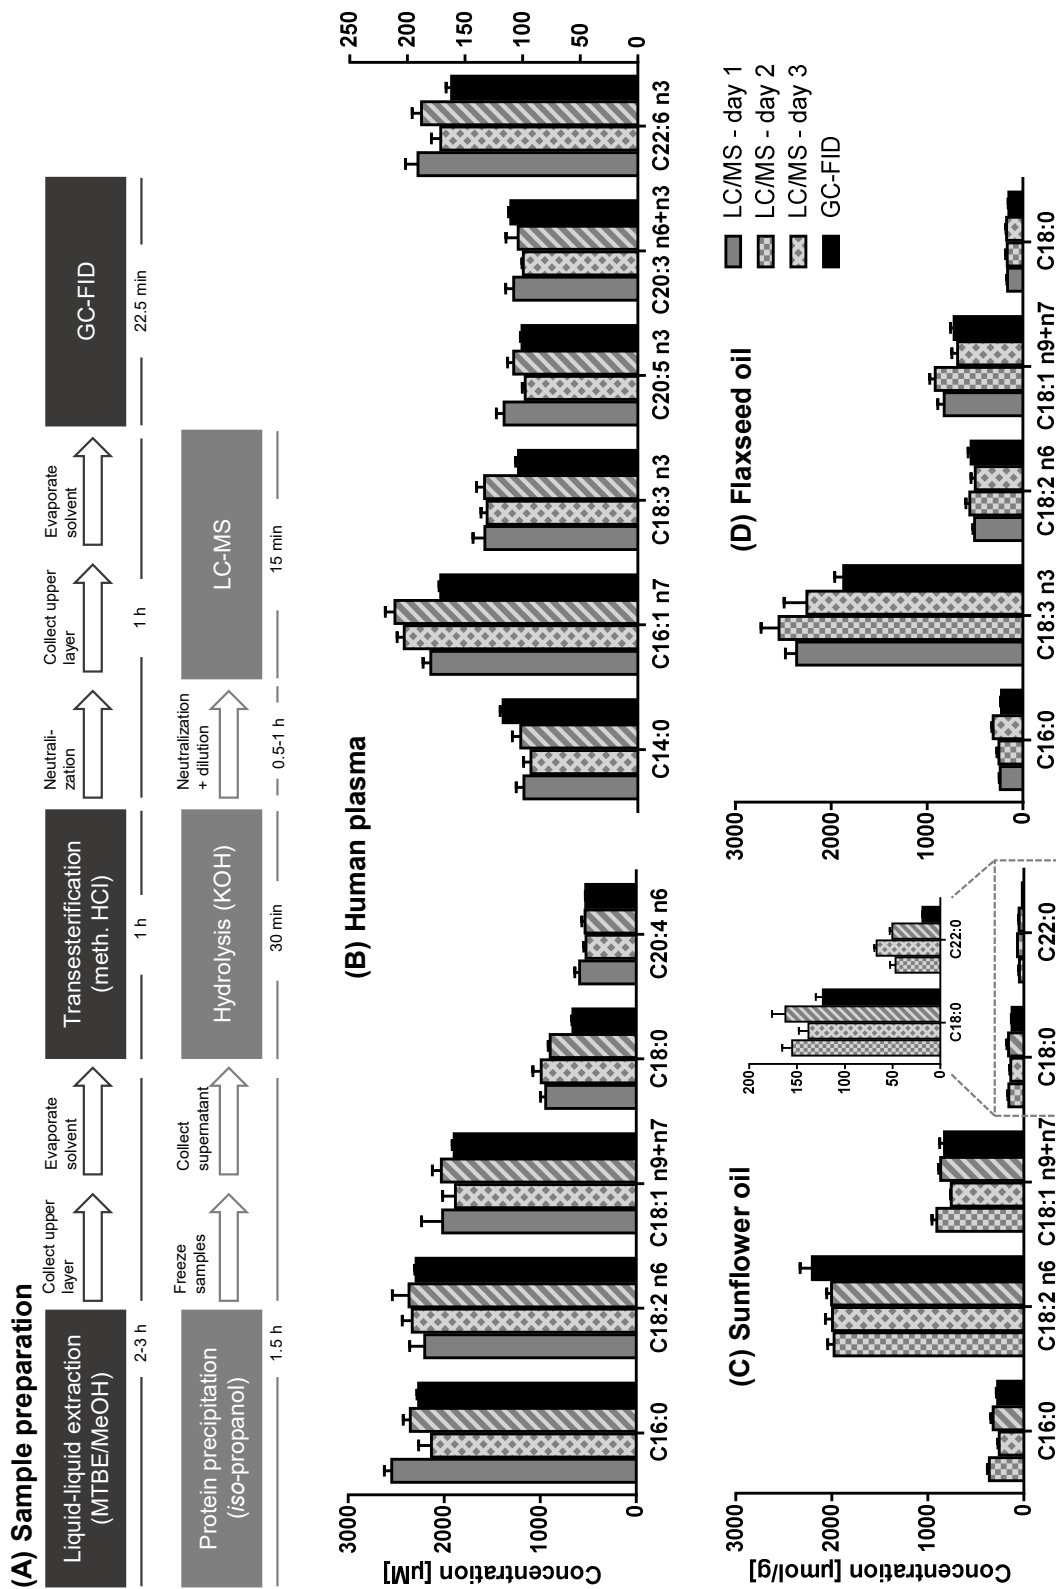 (A) Sample preparation
Liquid-liquid extraction
(MTBE/MeOH)
Collect upper
layer
Evaporate
solvent
Transesterification
(meth. HCl)
Neutrali-
zation
Collect upper
layer
Evaporate
solvent
GC-FID
2-3 h
1 h
1 h
22.5 min
Protein precipitation
(iso-propanol)
Freeze
samples
Collect
supernatant
Hydrolysis (KOH)
Neutralization
+ dilution
LC-MS
1.5 h
30 min
0.5-1 h
15 min
(B) Human plasma
Concentration [µM]
3000
2000
1000
0
C16:0
C18:2 n6
C18:1 n9+n7
C18:0
C20:4 n6
C14:0
C16:1 n7
C18:3 n3
C20:5 n3
C20:3 n6+n3
C22:6 n3
250
200
150
100
50
0
LC/MS - day 1
LC/MS - day 2
LC/MS - day 3
GC-FID
(C) Sunflower oil
Concentration [µmol/g]
3000
2000
1000
0
C16:0
C18:2 n6
C18:1 n9+n7
C18:0
C22:0
200
150
100
50
0
C18:0
C22:0
(D) Flaxseed oil
3000
2000
1000
0
C16:0
C18:3 n3
C18:2 n6
C18:1 n9+n7
C18:0